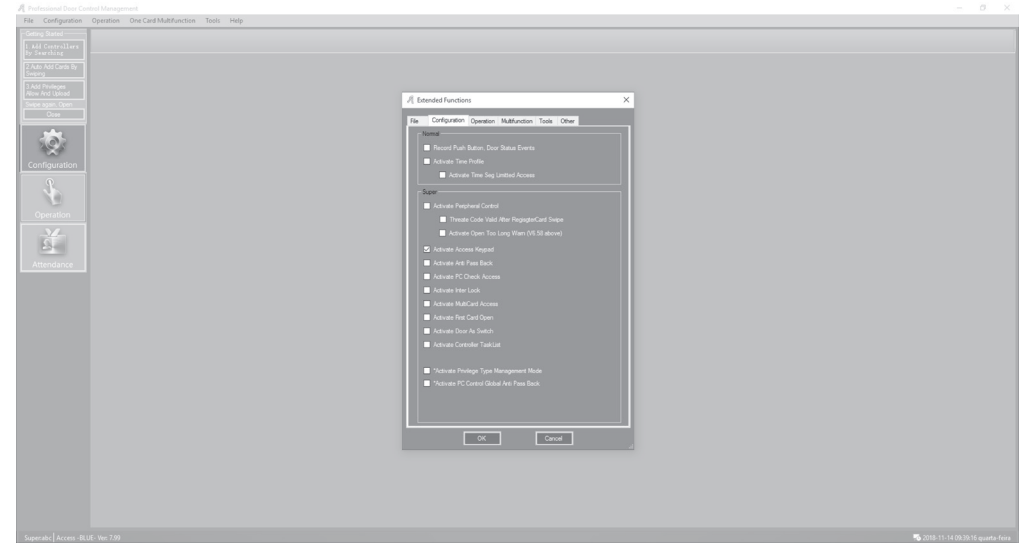 Professional Door Control Management
File Configuration Operation One Card Multifunction Tools Help
Getting Started
1.Add Controllers
By Searching
2.Auto Add Cards By
Swiping
3.Add Privileges
Allow And Upload
Swipe again, Open
Close
Configuration
Operation
Attendance
Extended Functions
File Configuration Operation Multifunction Tools Other
Normal
Record Push Button, Door Status Events
Activate Time Profile
Activate Time Seg Limitted Access
Super
Activate Peripheral Control
Threate Code Valid After RegisgterCard Swipe
Activate Open Too Long Warn (V5.58 above)
Activate Access Keypad
Activate Anti Pass Back
Activate PC Check Access
Activate Inter Lock
Activate MultiCard Access
Activate First Card Open
Activate Door As Switch
Activate Controller TaskList
*Activate Privilege Type Management Mode
*Activate PC Control Global Anti Pass Back
OK Cancel
Super:abc Access -BLUE- Ver: 7.99
2018-11-14 09:39:16 quarta-feira